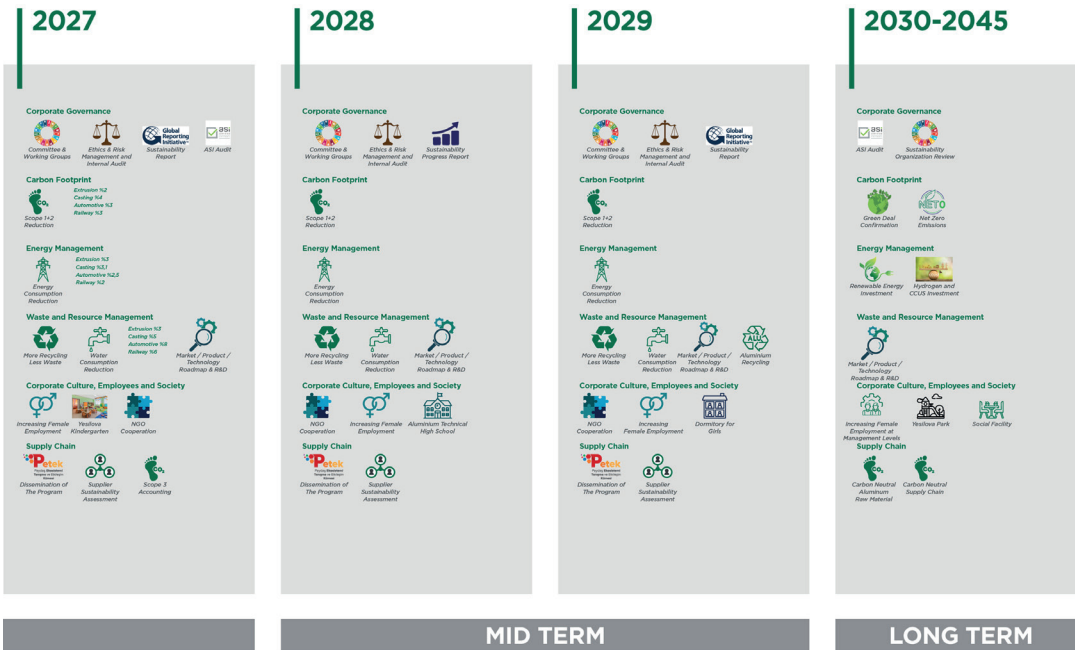 2027
Corporate Governance
Committee &
Working Groups
Ethics & Risk
Management and
Internal Audit
Global
Reporting
Initiative
Sustainability
Report
asi
ASI Audit
Carbon Footprint
CO₂
Scope 1+2
Reduction
Extrusion %2
Casting %4
Automotive %3
Railway %3
Energy Management
Energy
Consumption
Reduction
Extrusion %3
Casting %3,1
Automotive %2,5
Railway %2
Waste and Resource Management
More Recycling
Less Waste
Water
Consumption
Reduction
Extrusion %3
Casting %5
Automotive %8
Railway %6
Market / Product /
Technology
Roadmap & R&D
Corporate Culture, Employees and Society
Increasing Female
Employment
Yesilova
Kindergarten
NGO
Cooperation
Supply Chain
Petek
Dissemination of
The Program
Supplier
Sustainability
Assessment
CO₂
Scope 3
Accounting
2028
Corporate Governance
Committee &
Working Groups
Ethics & Risk
Management and
Internal Audit
Sustainability
Progress Report
Carbon Footprint
CO₂
Scope 1+2
Reduction
Energy Management
Energy
Consumption
Reduction
Waste and Resource Management
More Recycling
Less Waste
Water
Consumption
Reduction
Market / Product /
Technology
Roadmap & R&D
Corporate Culture, Employees and Society
NGO
Cooperation
Increasing Female
Employment
Aluminium Technical
High School
Supply Chain
Petek
Dissemination of
The Program
Supplier
Sustainability
Assessment
2029
Corporate Governance
Committee &
Working Groups
Ethics & Risk
Management and
Internal Audit
Global
Reporting
Initiative
Sustainability
Report
Carbon Footprint
CO₂
Scope 1+2
Reduction
Energy Management
Energy
Consumption
Reduction
Waste and Resource Management
More Recycling
Less Waste
Water
Consumption
Reduction
Market / Product /
Technology
Roadmap & R&D
ALU
Aluminium
Recycling
Corporate Culture, Employees and Society
NGO
Cooperation
Increasing
Female Employment
Dormitory for
Girls
Supply Chain
Petek
Dissemination of
The Program
Supplier
Sustainability
Assessment
2030-2045
Corporate Governance
asi
ASI Audit
Sustainability
Organization Review
Carbon Footprint
Green Deal
Confirmation
NET0
Net Zero
Emissions
Energy Management
Renewable Energy
Investment
Hydrogen and
CCUS Investment
Waste and Resource Management
Market / Product /
Technology
Roadmap & R&D
Corporate Culture, Employees and Society
Increasing Female
Employment at
Management Levels
Yesilova Park
Social Facility
Supply Chain
CO₂
Carbon Neutral
Aluminum
Raw Material
CO₂
Carbon Neutral
Supply Chain
MID TERM
LONG TERM